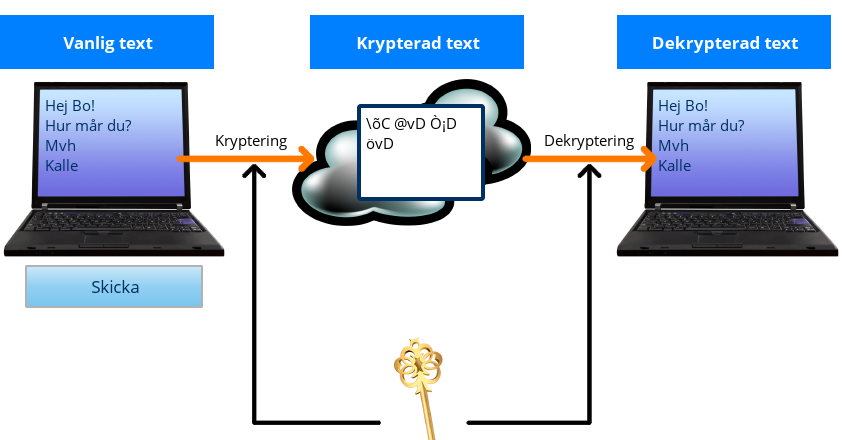 Vanlig text
Krypterad text
Dekrypterad text
Hej Bo!
Hur mår du?
Mvh
Kalle
Kryptering
\õC @vD Ò¡D
övD
Dekryptering
Hej Bo!
Hur mår du?
Mvh
Kalle
Skicka